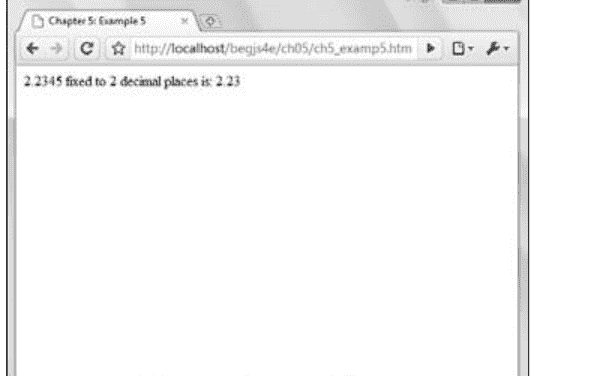 Chapter 5: Example 5
http://localhost/begjs4e/ch05/ch5_examp5.htm
2.2345 fixed to 2 decimal places is: 2.23